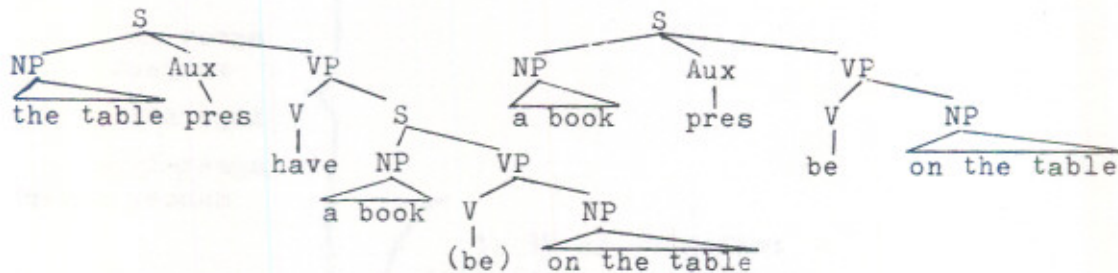 S S
NP Aux VP NP Aux VP
the table pres V S a book pres V NP
have NP VP be on the table
a book V NP
(be) on the table